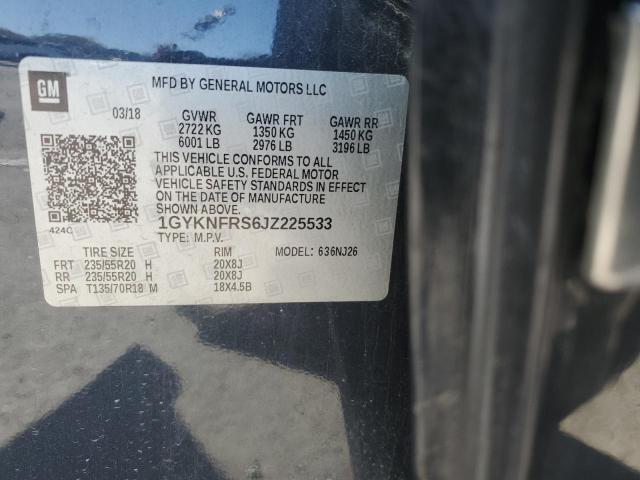 GM
MFD BY GENERAL MOTORS LLC
03/18 GVWR GAWR FRT GAWR RR
2722 KG 1350 KG 1450 KG
6001 LB 2976 LB 3196 LB
THIS VEHICLE CONFORMS TO ALL
APPLICABLE U.S. FEDERAL MOTOR
VEHICLE SAFETY STANDARDS IN EFFECT
ON THE DATE OF MANUFACTURE
SHOWN ABOVE.
424C
1GYKNFRS6JZ225533
TYPE: M.P.V. MODEL: 636NJ26
TIRE SIZE RIM
FRT 235/55R20 H 20X8J
RR 235/55R20 H 20X8J
SPA T135/70R18 M 18X4.5B